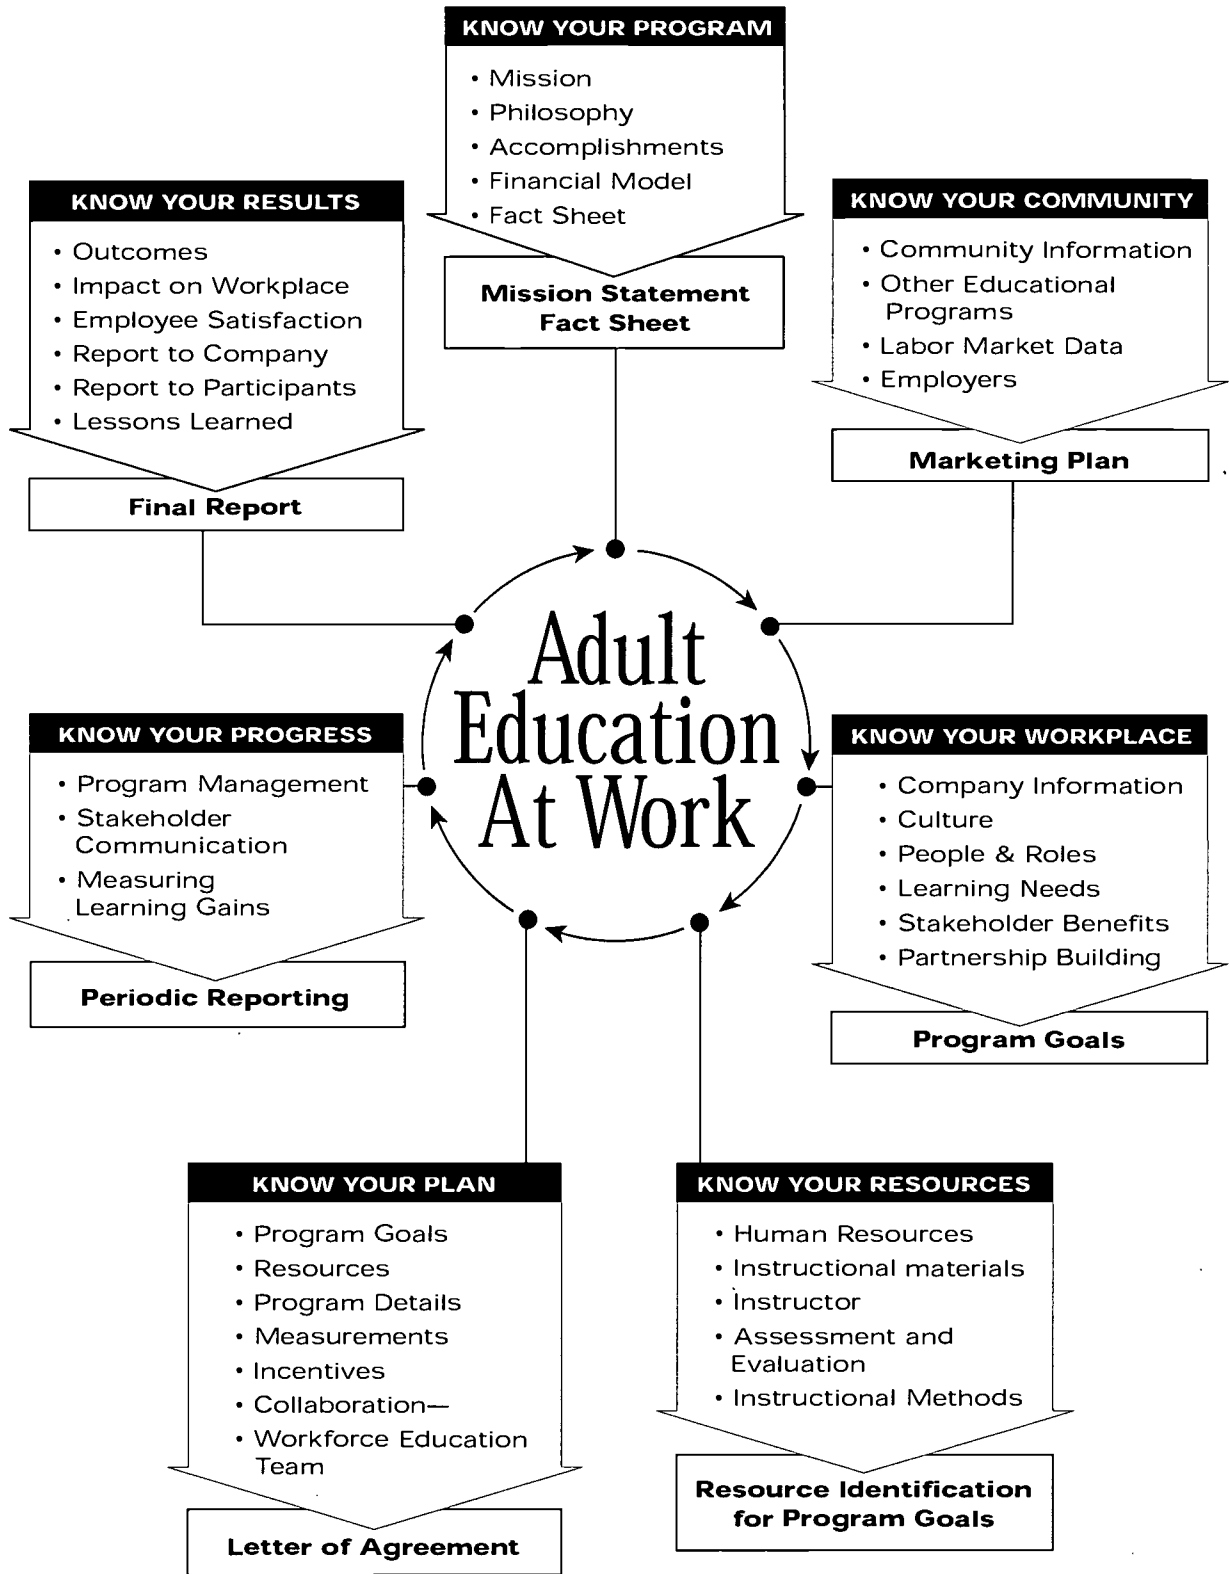 KNOW YOUR PROGRAM
• Mission
• Philosophy
• Accomplishments
• Financial Model
• Fact Sheet
Mission Statement
Fact Sheet
KNOW YOUR COMMUNITY
• Community Information
• Other Educational
Programs
• Labor Market Data
• Employers
Marketing Plan
KNOW YOUR WORKPLACE
• Company Information
• Culture
• People & Roles
• Learning Needs
• Stakeholder Benefits
• Partnership Building
Program Goals
KNOW YOUR RESOURCES
• Human Resources
• Instructional materials
• Instructor
• Assessment and
Evaluation
• Instructional Methods
Resource Identification
for Program Goals
KNOW YOUR PLAN
• Program Goals
• Resources
• Program Details
• Measurements
• Incentives
• Collaboration—
• Workforce Education
Team
Letter of Agreement
KNOW YOUR PROGRESS
• Program Management
• Stakeholder
Communication
• Measuring
Learning Gains
Periodic Reporting
KNOW YOUR RESULTS
• Outcomes
• Impact on Workplace
• Employee Satisfaction
• Report to Company
• Report to Participants
• Lessons Learned
Final Report
Adult
Education
At Work